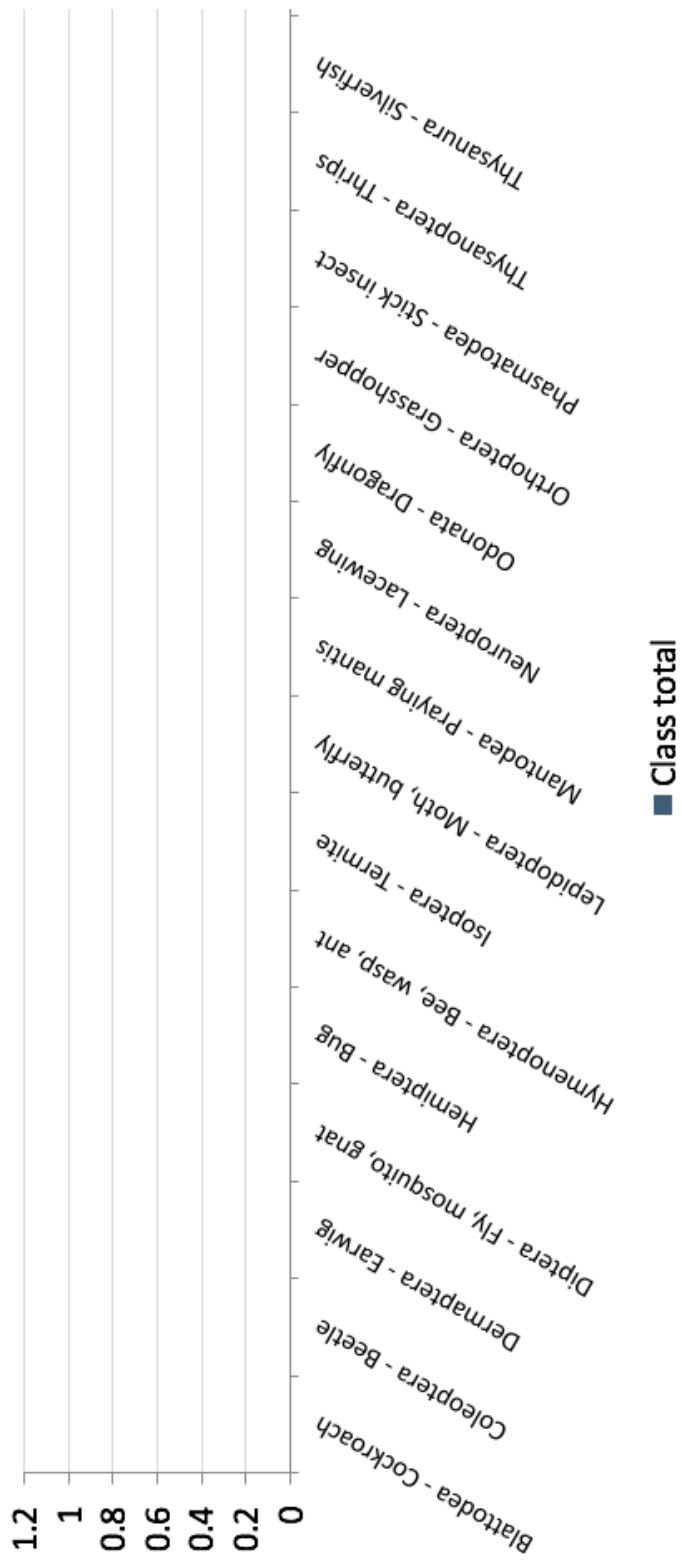 1.2
1
0.8
0.6
0.4
0.2
0
Blattodea - Cockroach
Coleoptera - Beetle
Dermaptera - Earwig
Diptera - Fly, mosquito, gnat
Hemiptera - Bug
Hymenoptera - Bee, wasp, ant
Isoptera - Termite
Lepidoptera - Moth, butterfly
Mantodea - Praying mantis
Neuroptera - Lacewing
Odonata - Dragonfly
Orthoptera - Grasshopper
Phasmatodea - Stick insect
Thysanoptera - Thrips
Thysanura - Silverfish
Class total